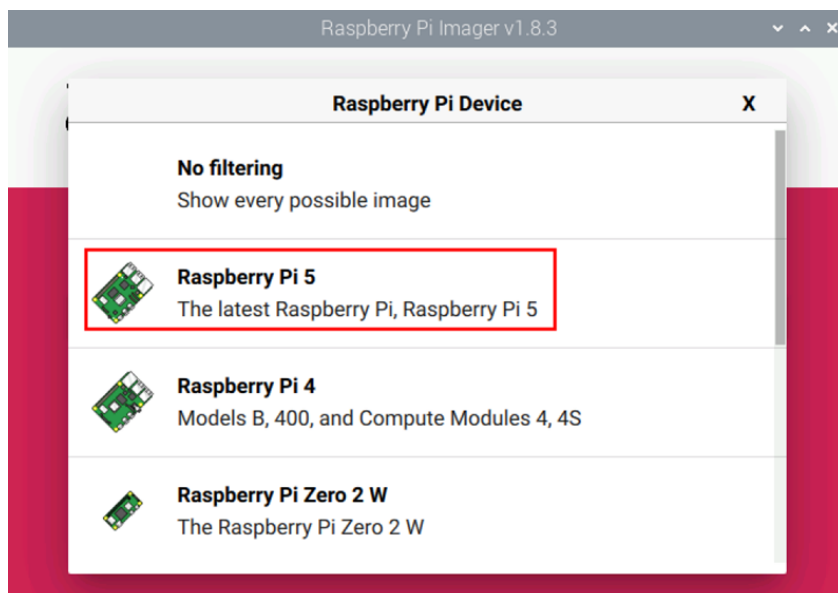 Raspberry Pi Imager v1.8.3
Raspberry Pi Device
X
No filtering
Show every possible image
Raspberry Pi 5
The latest Raspberry Pi, Raspberry Pi 5
Raspberry Pi 4
Models B, 400, and Compute Modules 4, 4S
Raspberry Pi Zero 2 W
The Raspberry Pi Zero 2 W